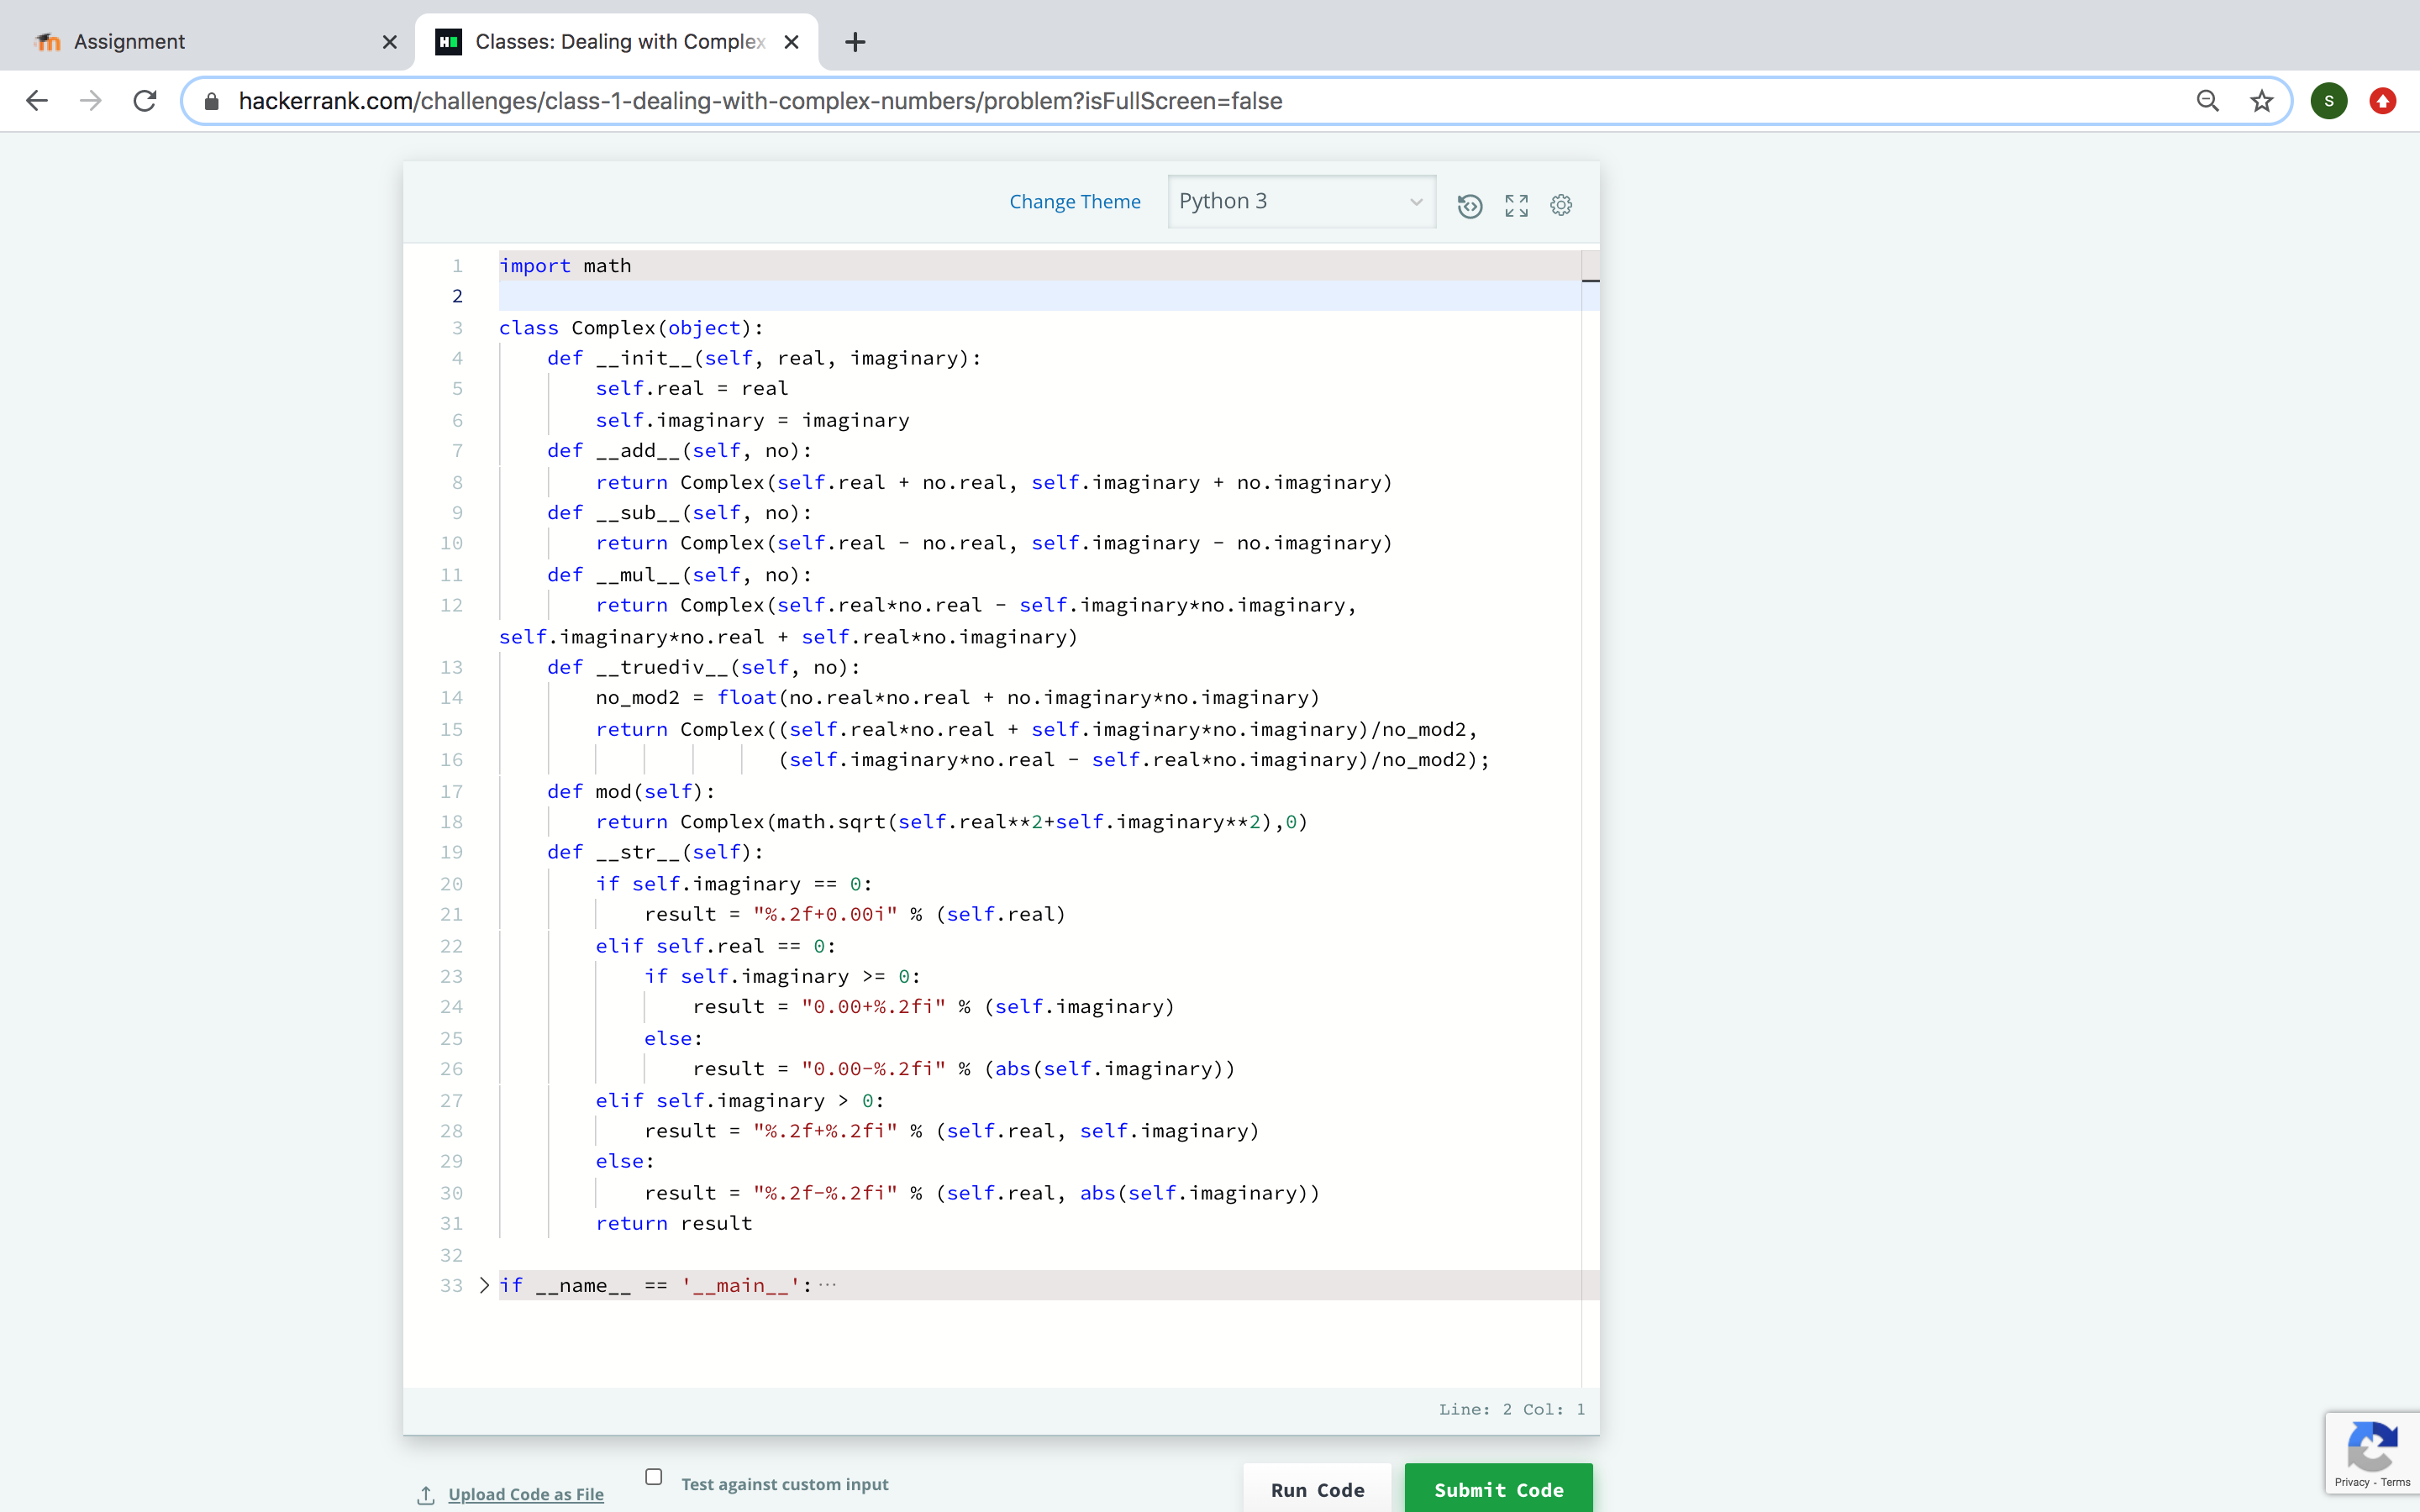 Assignment
Classes: Dealing with Complex
hackerrank.com/challenges/class-1-dealing-with-complex-numbers/problem?isFullScreen=false
S
Change Theme
Python 3
1 import math
2
3 class Complex(object):
4     def __init__(self, real, imaginary):
5         self.real = real
6         self.imaginary = imaginary
7     def __add__(self, no):
8         return Complex(self.real + no.real, self.imaginary + no.imaginary)
9     def __sub__(self, no):
10         return Complex(self.real - no.real, self.imaginary - no.imaginary)
11     def __mul__(self, no):
12         return Complex(self.real*no.real - self.imaginary*no.imaginary,
self.imaginary*no.real + self.real*no.imaginary)
13     def __truediv__(self, no):
14         no_mod2 = float(no.real*no.real + no.imaginary*no.imaginary)
15         return Complex((self.real*no.real + self.imaginary*no.imaginary)/no_mod2,
16                        (self.imaginary*no.real - self.real*no.imaginary)/no_mod2);
17     def mod(self):
18         return Complex(math.sqrt(self.real**2+self.imaginary**2),0)
19     def __str__(self):
20         if self.imaginary == 0:
21             result = "%.2f+0.00i" % (self.real)
22         elif self.real == 0:
23             if self.imaginary >= 0:
24                 result = "0.00+%.2fi" % (self.imaginary)
25             else:
26                 result = "0.00-%.2fi" % (abs(self.imaginary))
27         elif self.imaginary > 0:
28             result = "%.2f+%.2fi" % (self.real, self.imaginary)
29         else:
30             result = "%.2f-%.2fi" % (self.real, abs(self.imaginary))
31         return result
32
33 if __name__ == '__main__': ···
Line: 2 Col: 1
Privacy - Terms
Upload Code as File
Test against custom input
Run Code
Submit Code